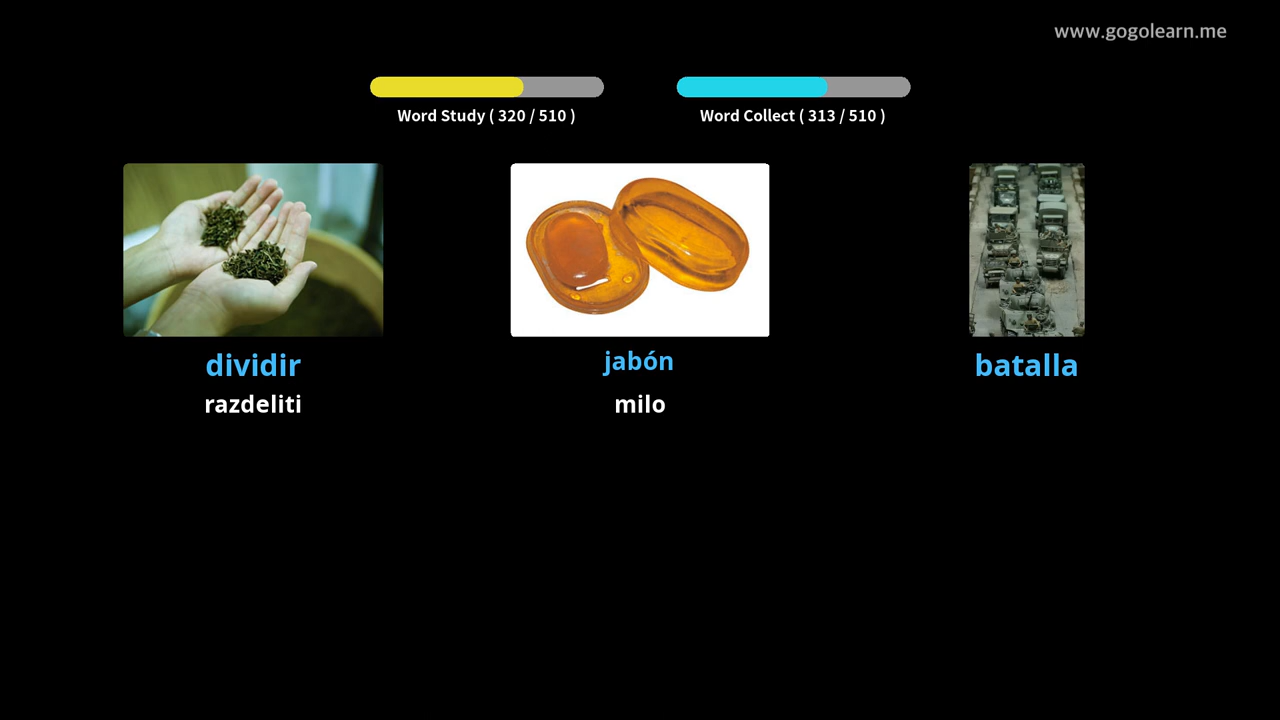 www.gogolearn.me
Word Study ( 320 / 510 )
Word Collect ( 313 / 510 )
dividir
razdeliti
jabón
milo
batalla